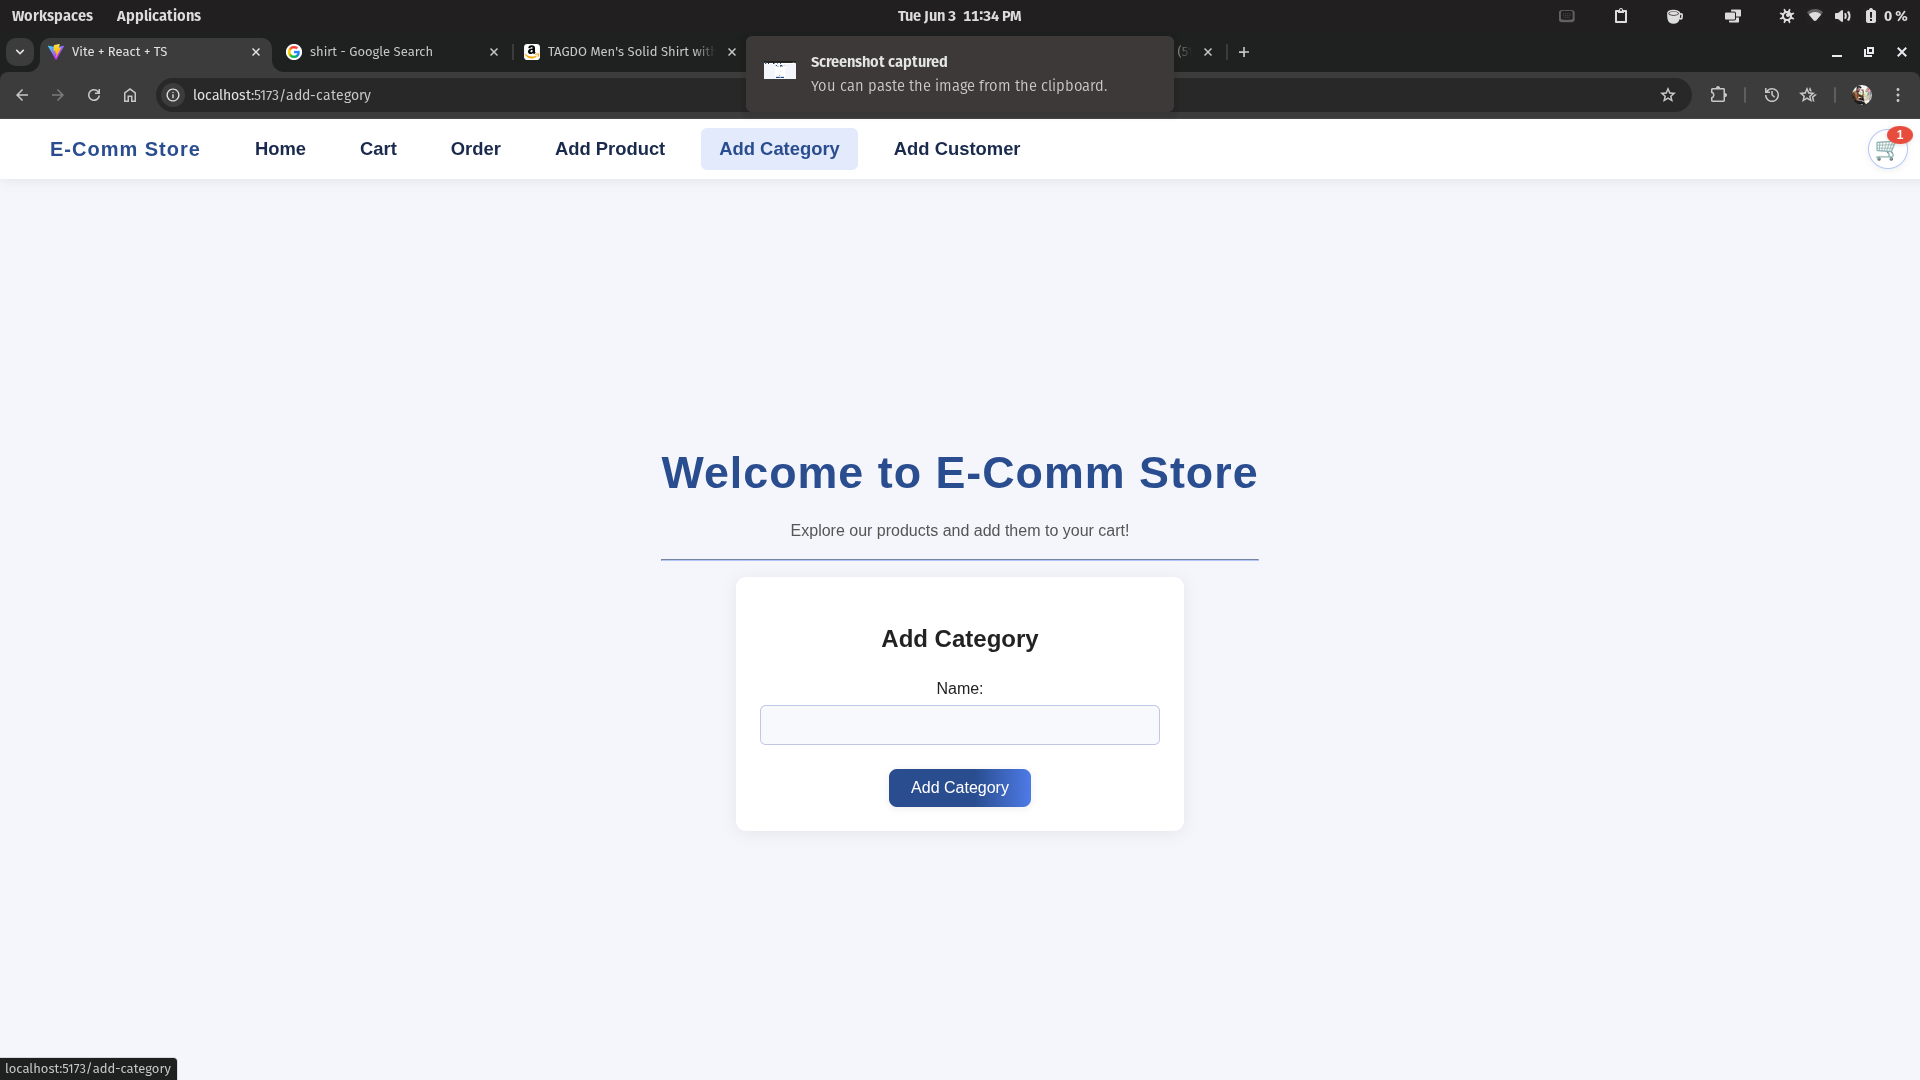 Workspaces Applications Tue Jun 3 11:34 PM 0 %
Vite + React + TS shirt - Google Search TAGDO Men's Solid Shirt with (5
Screenshot captured
You can paste the image from the clipboard.
localhost:5173/add-category
E-Comm Store Home Cart Order Add Product Add Category Add Customer 1
Welcome to E-Comm Store
Explore our products and add them to your cart!
Add Category
Name:
Add Category
localhost:5173/add-category